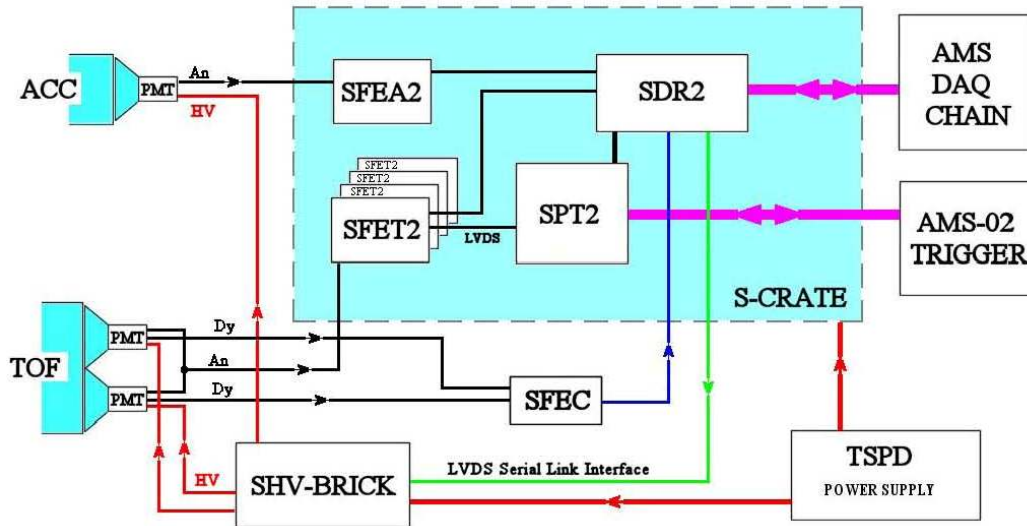 ACC
PMT
An
HV
SFEA2
SDR2
AMS
DAQ
CHAIN
SFET2
SFET2
SFET2
SFET2
LVDS
SPT2
AMS-02
TRIGGER
S-CRATE
TOF
PMT
Dy
An
PMT
Dy
SFEC
HV
SHV-BRICK
LVDS Serial Link Interface
TSPD
POWER SUPPLY